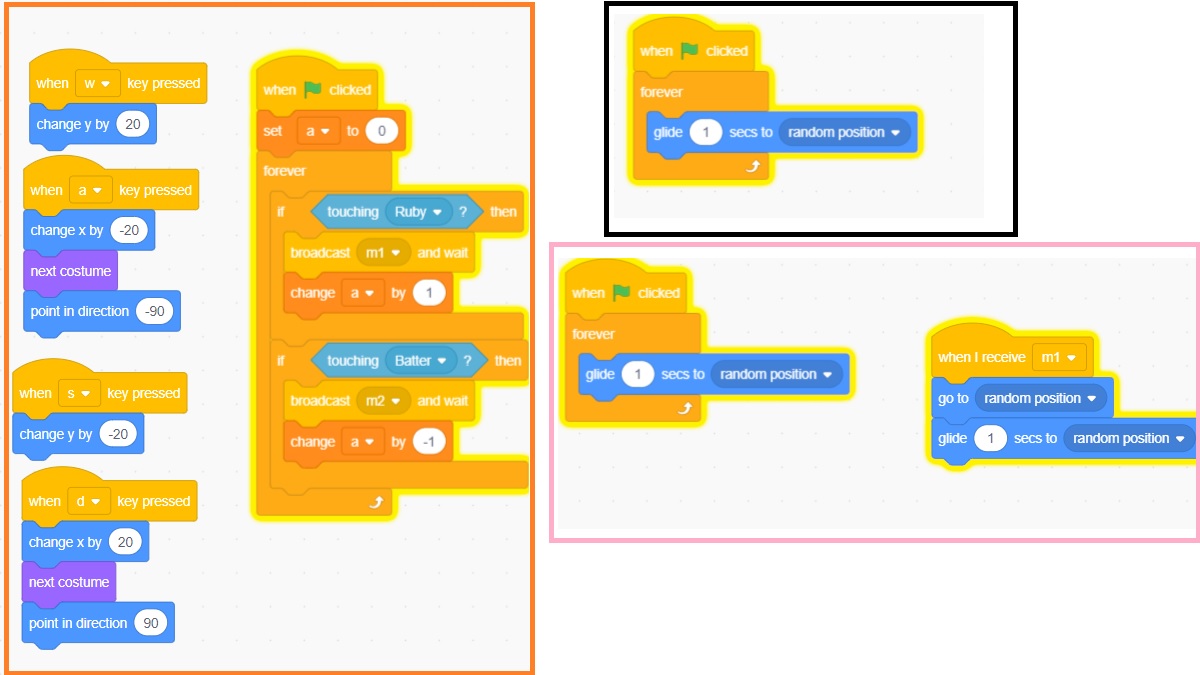 when w key pressed
change y by 20
when a key pressed
change x by -20
next costume
point in direction -90
when s key pressed
change y by -20
when d key pressed
change x by 20
next costume
point in direction 90
when clicked
set a to 0
forever
if touching Ruby ? then
broadcast m1 and wait
change a by 1
if touching Batter ? then
broadcast m2 and wait
change a by -1
when clicked
forever
glide 1 secs to random position
when clicked
forever
glide 1 secs to random position
when I receive m1
go to random position
glide 1 secs to random position